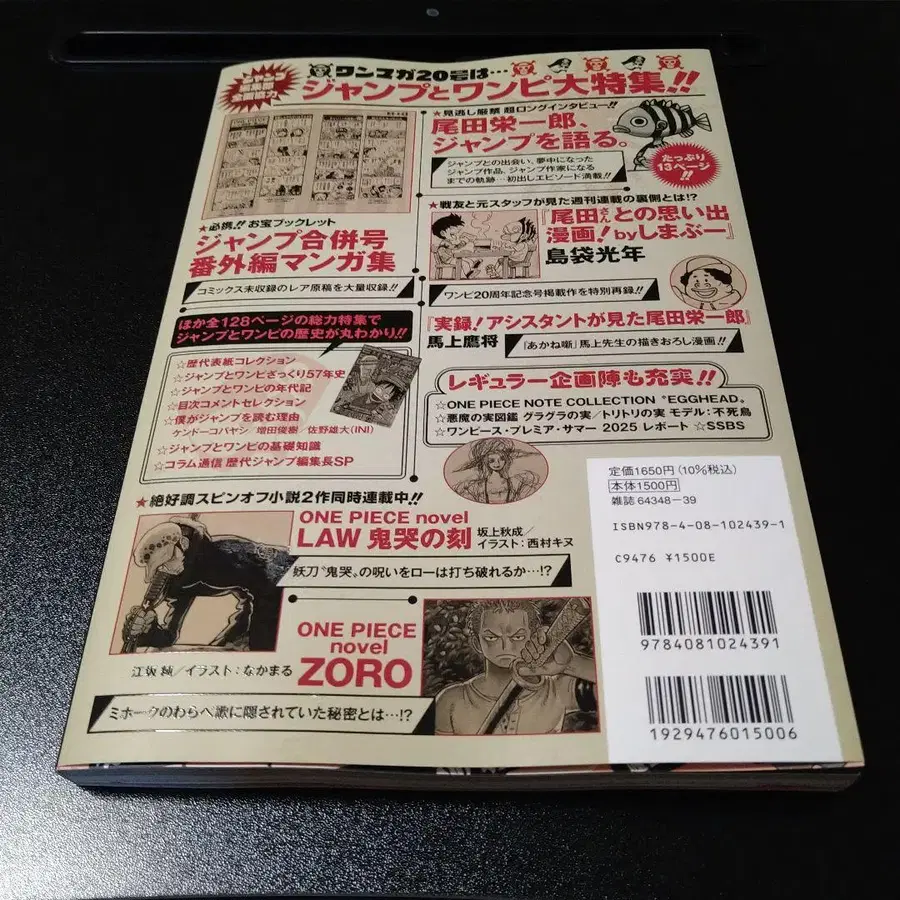 ジャンプ
編集部
全面協力
ワンマガ20号は…
ジャンプとワンピ大特集!!
★見逃し厳禁 超ロングインタビュー!!
尾田栄一郎、
ジャンプを語る。
ジャンプとの出会い、夢中になった
ジャンプ作品、ジャンプ作家になる
までの軌跡…初出しエピソード満載!!
たっぷり
13ページ
!!
★必携!! お宝ブックレット
ジャンプ合併号
番外編マンガ集
コミックス未収録のレア原稿を大量収録!!
★戦友と元スタッフが見た週刊連載の裏側とは!?
『尾田さんとの思い出
漫画!byしまぶー』
島袋光年
ワンピ20周年記念号掲載作を特別再録!!
『実録!アシスタントが見た尾田栄一郎』
馬上鷹将
『あかね噺』馬上先生の描きおろし漫画!!
ほか全128ページの総力特集で
ジャンプとワンピの歴史が丸わかり!!
☆歴代表紙コレクション
☆ジャンプとワンピざっくり57年史
☆ジャンプとワンピの年代記
☆目次コメントセレクション
☆僕がジャンプを読む理由
ケンドーコバヤシ/増田俊樹/佐野雄大(INI)
☆ジャンプとワンピの基礎知識
☆コラム通信 歴代ジャンプ編集長SP
レギュラー企画陣も充実!!
☆ONE PIECE NOTE COLLECTION "EGGHEAD"
☆悪魔の実図鑑 グラグラの実/トリトリの実 モデル:不死鳥
☆ワンピース・プレミア・サマー 2025 レポート ☆SSBS
★絶好調スピンオフ小説2作同時連載中!!
ONE PIECE novel
LAW 鬼哭の刻
坂上秋成/
イラスト:西村キヌ
妖刀"鬼哭"の呪いをローは打ち破れるか…!?
ONE PIECE
novel
ZORO
江坂 純/イラスト:なかまる
ミホークのわらべ歌に隠されていた秘密とは…!?
定価1650円(10%税込)
本体1500円
雑誌 64348-39
ISBN978-4-08-102439-1
C9476 ¥1500E
9784081024391
1929476015006